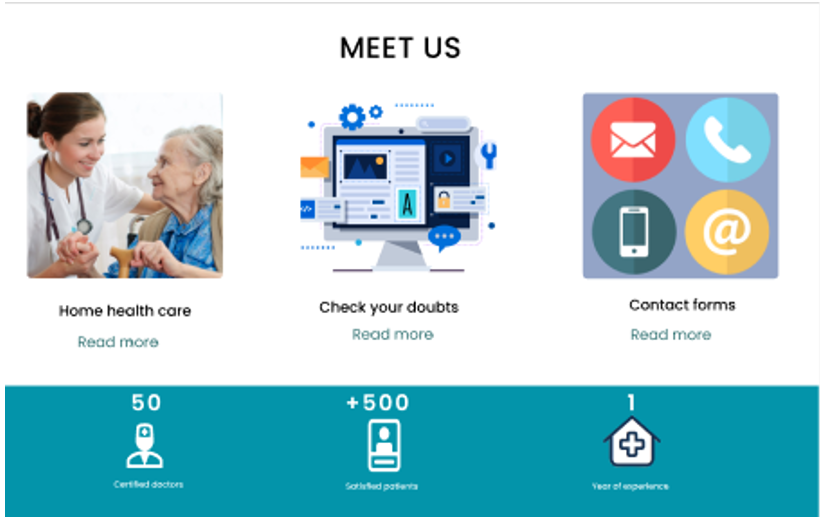 MEET US
A
Home health care
Check your doubts
Contact forms
Read more
Read more
Read more
50
+500
1
Certified doctors
Satisfied patients
Year of experience